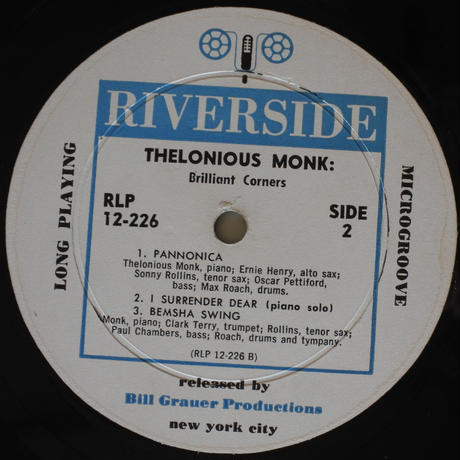 RIVERSIDE
THELONIOUS MONK:
Brilliant Corners
RLP
12-226
SIDE
2
LONG PLAYING
MICROGROOVE
1. PANNONICA
Thelonious Monk, piano; Ernie Henry, alto sax;
Sonny Rollins, tenor sax; Oscar Pettiford,
bass; Max Roach, drums.
2. I SURRENDER DEAR (piano solo)
3. BEMSHA SWING
Monk, piano; Clark Terry, trumpet; Rollins, tenor sax;
Paul Chambers, bass; Roach, drums and tympany.
(RLP 12-226 B)
released by
Bill Grauer Productions
new york city